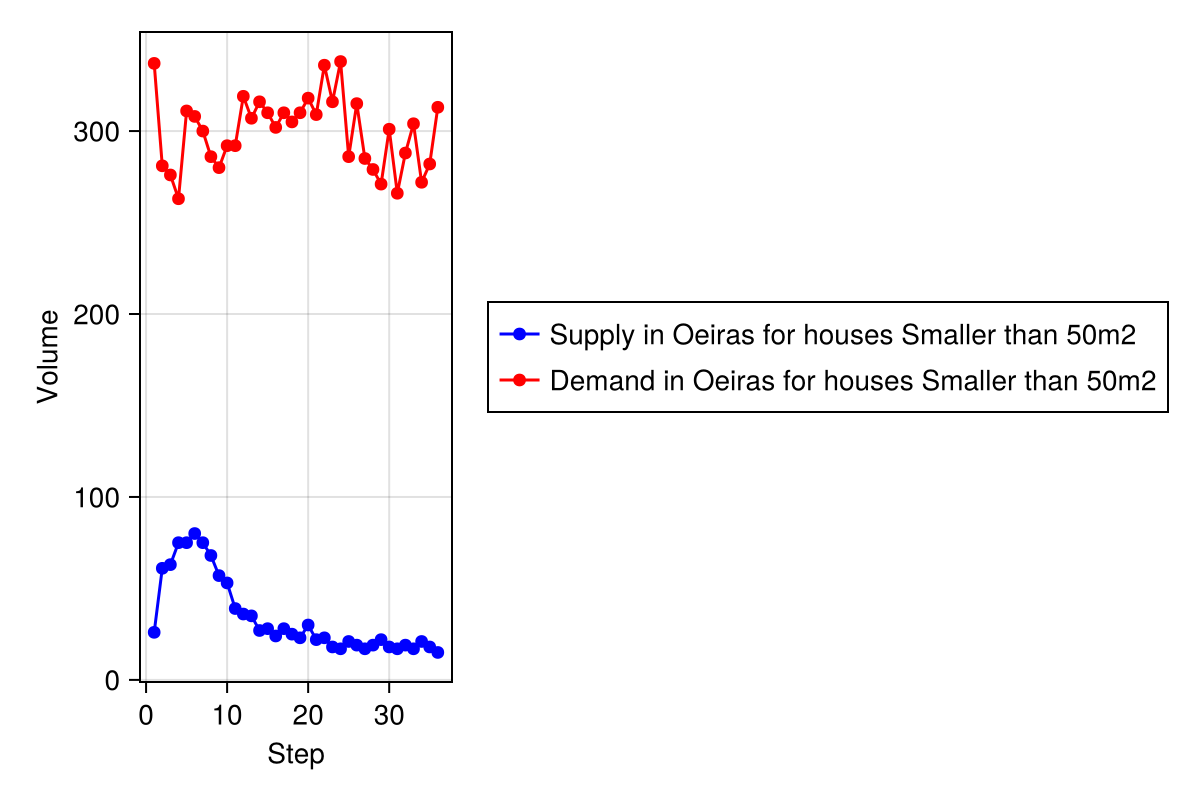 Volume
300
200
100
0
0 10 20 30
Step
Supply in Oeiras for houses Smaller than 50m2
Demand in Oeiras for houses Smaller than 50m2